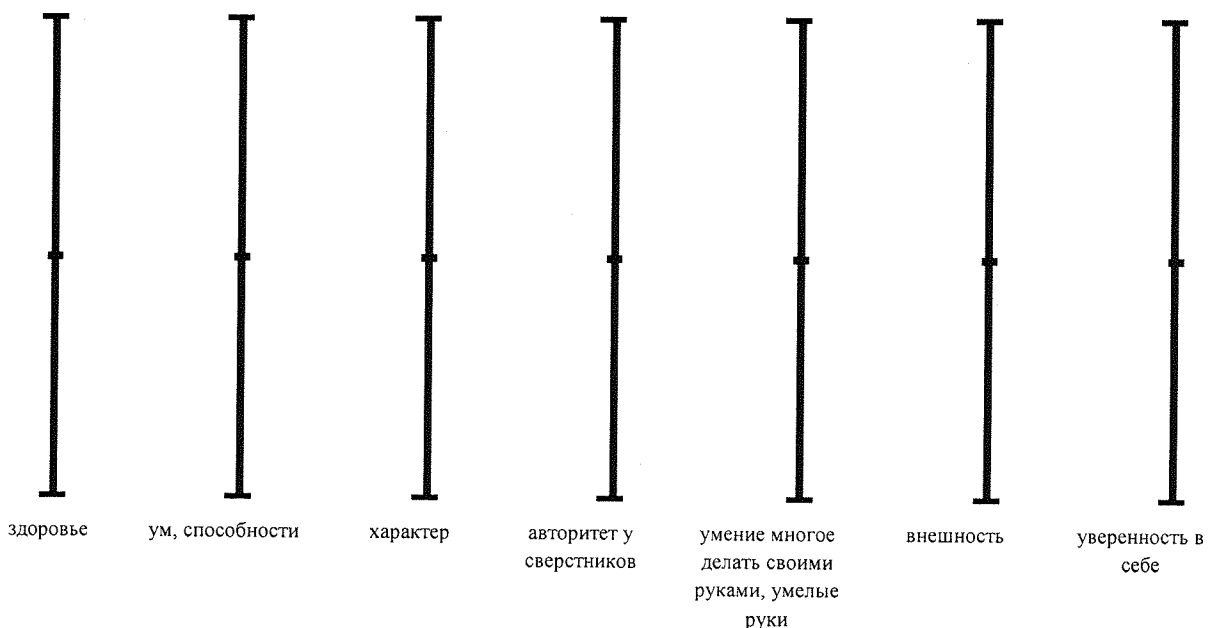 здоровье
ум, способности
характер
авторитет у
сверстников
умение многое
делать своими
руками, умелые
руки
внешность
уверенность в
себе